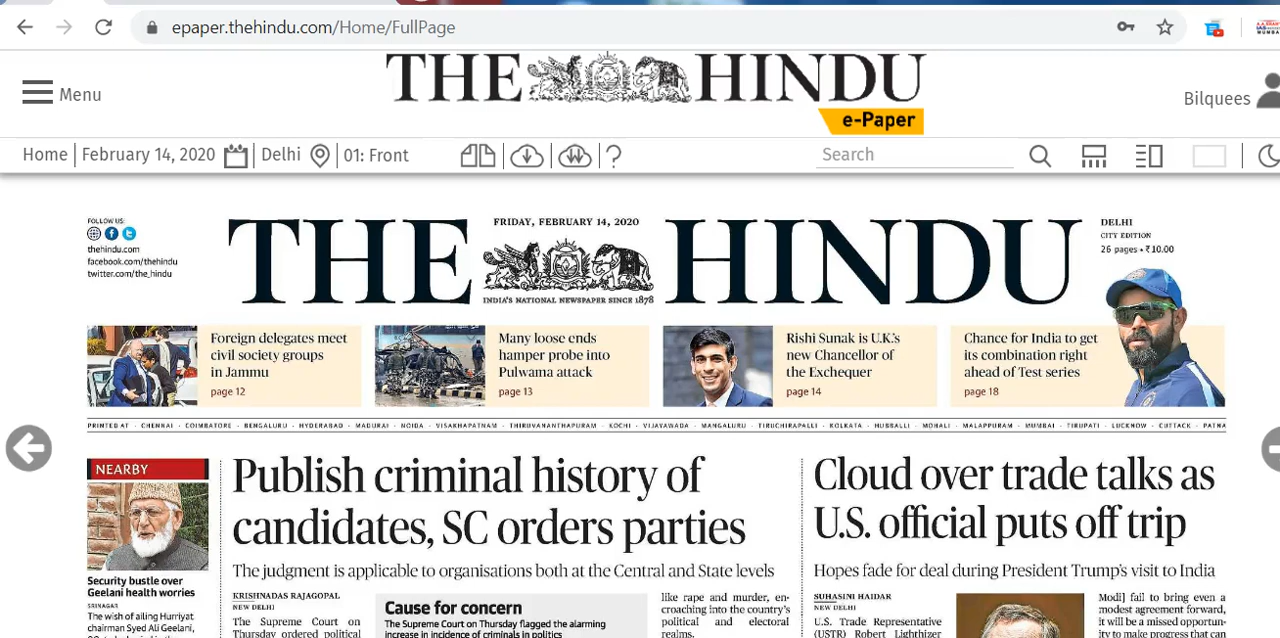 epaper.thehindu.com/Home/FullPage
Menu
THE HINDU
e-Paper
Bilquees
Home
February 14, 2020
Delhi
01: Front
?
Search
FOLLOW US:
thehindu.com
facebook.com/thehindu
twitter.com/the_hindu
FRIDAY, FEBRUARY 14, 2020
THE HINDU
INDIA'S NATIONAL NEWSPAPER SINCE 1878
DELHI
CITY EDITION
26 pages • ₹10.00
Foreign delegates meet
civil society groups
in Jammu
page 12
Many loose ends
hamper probe into
Pulwama attack
page 13
Rishi Sunak is U.K.'s
new Chancellor of
the Exchequer
page 14
Chance for India to get
its combination right
ahead of Test series
page 18
PRINTED AT · CHENNAI · COIMBATORE · BENGALURU · HYDERABAD · MADURAI · NOIDA · VISAKHAPATNAM · THIRUVANANTHAPURAM · KOCHI · VIJAYAWADA · MANGALURU · TIRUCHIRAPALLI · KOLKATA · HUBBALLI · MOHALI · MALAPPURAM · MUMBAI · TIRUPATI · LUCKNOW · CUTTACK · PATNA
NEARBY
Security bustle over
Geelani health worries
SRINAGAR
The wish of ailing Hurriyat
chairman Syed Ali Geelani,
Publish criminal history of
candidates, SC orders parties
The judgment is applicable to organisations both at the Central and State levels
KRISHNADAS RAJAGOPAL
NEW DELHI
The Supreme Court on
Thursday ordered political
Cause for concern
The Supreme Court on Thursday flagged the alarming
increase in incidence of criminals in politics
like rape and murder, en-
croaching into the country's
political and electoral
realms.
Cloud over trade talks as
U.S. official puts off trip
Hopes fade for deal during President Trump's visit to India
SUHASINI HAIDAR
NEW DELHI
U.S. Trade Representative
(USTR) Robert Lighthizer
Modi] fail to bring even a
modest agreement forward,
it will be a missed opportun-
ity to make progress that can